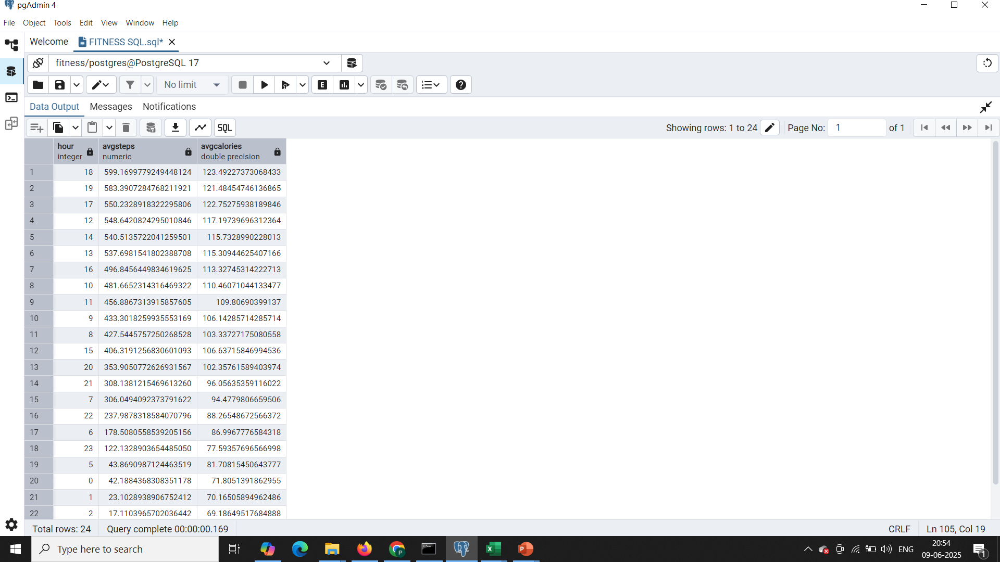 pgAdmin 4
File Object Tools Edit View Window Help
Welcome FITNESS SQL.sql*
fitness/postgres@PostgreSQL 17
No limit
E
Data Output Messages Notifications
SQL Showing rows: 1 to 24 Page No: 1 of 1
hour avgsteps avgcalories
integer numeric double precision
1 18 599.1699779249448124 123.49227373068433
2 19 583.3907284768211921 121.48454746136865
3 17 550.2328918322295806 122.75275938189846
4 12 548.6420824295010846 117.19739696312364
5 14 540.5135722041259501 115.7328990228013
6 13 537.6981541802388708 115.30944625407166
7 16 496.8456449834619625 113.32745314222713
8 10 481.6652314316469322 110.46071044133477
9 11 456.8867313915857605 109.80690399137
10 9 433.3018259935553169 106.14285714285714
11 8 427.5445757250268528 103.33727175080558
12 15 406.3191256830601093 106.63715846994536
13 20 353.9050772626931567 102.35761589403974
14 21 308.1381215469613260 96.05635359116022
15 7 306.0494092373791622 94.4779806659506
16 22 237.9878318584070796 88.26548672566372
17 6 178.5080558539205156 86.9967776584318
18 23 122.1328903654485050 77.59357696566998
19 5 43.8690987124463519 81.70815450643777
20 0 42.1884368308351178 71.8051391862955
21 1 23.1028938906752412 70.16505894962486
22 2 17.1103965702036442 69.18649517684888
Total rows: 24 Query complete 00:00:00.169 CRLF Ln 105, Col 19
Type here to search ENG 20:54
09-06-2025 1